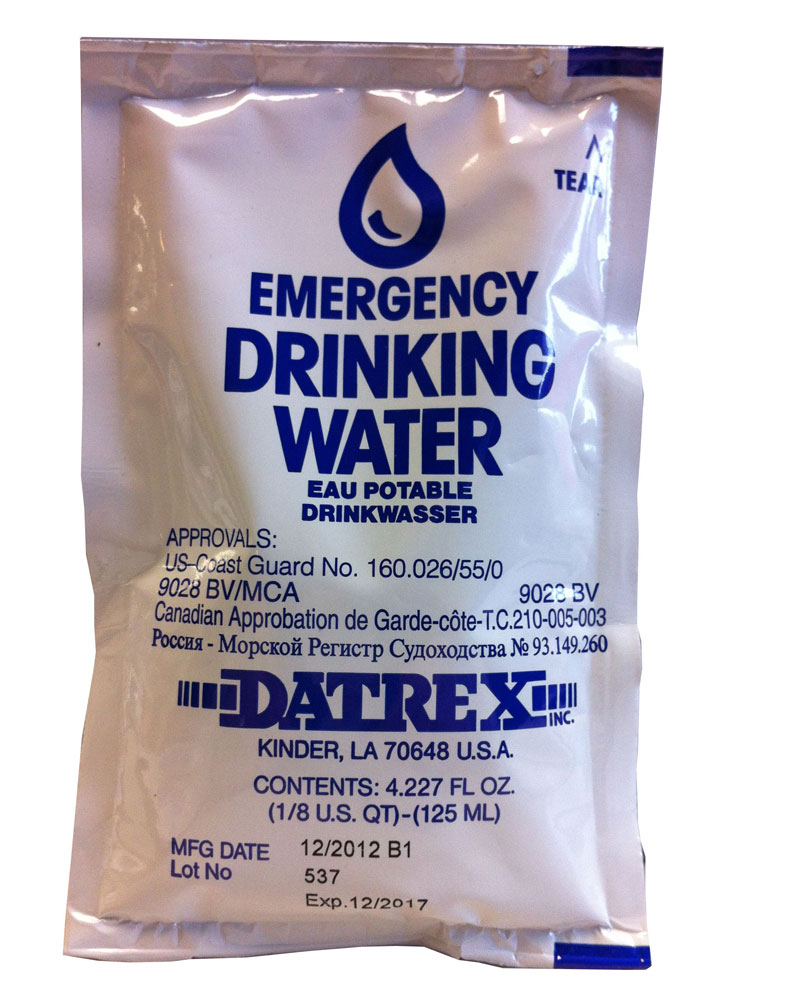 TEAR
EMERGENCY
DRINKING
WATER
EAU POTABLE
DRINKWASSER
APPROVALS:
US-Coast Guard No. 160.026/55/0
9028 BV/MCA 9028 BV
Canadian Approbation de Garde-côte-T.C.210-005-003
Россия - Морской Регистр Судоходства № 93.149.260
DATREX INC.
KINDER, LA 70648 U.S.A.
CONTENTS: 4.227 FL OZ.
(1/8 U.S. QT)-(125 ML)
MFG DATE 12/2012 B1
Lot No 537
Exp.12/2017